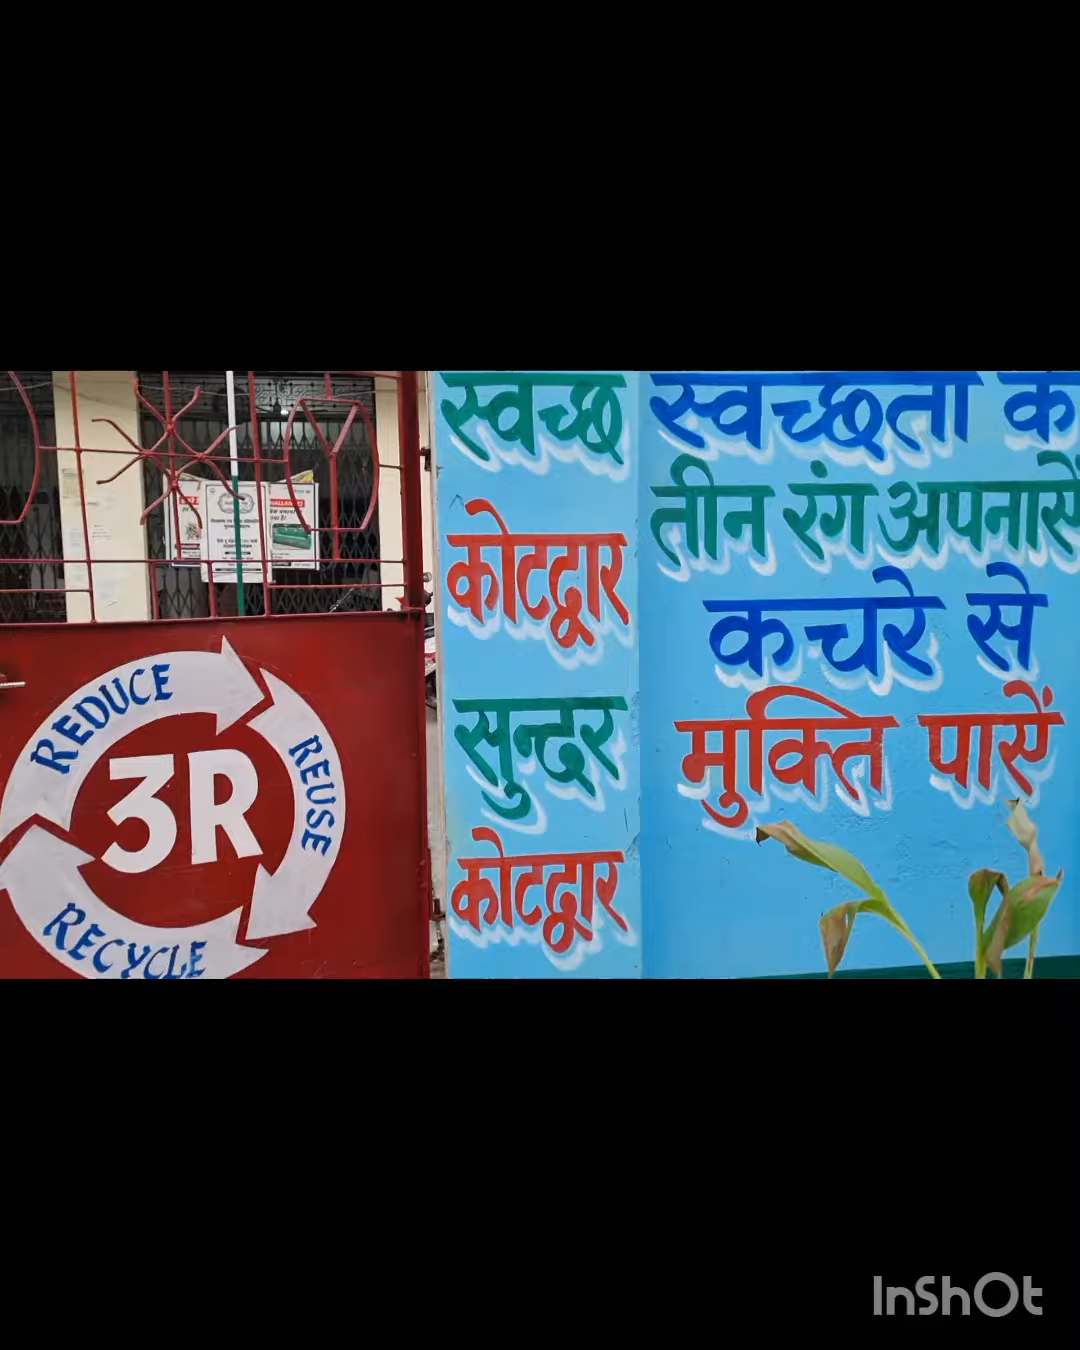 स्वच्छ
कोटद्वार
सुन्दर
कोटद्वार
स्वच्छता के
तीन रंग अपनासें
कचरे से
मुक्ति पासें
REDUCE
REUSE
RECYCLE
3R
InShOt